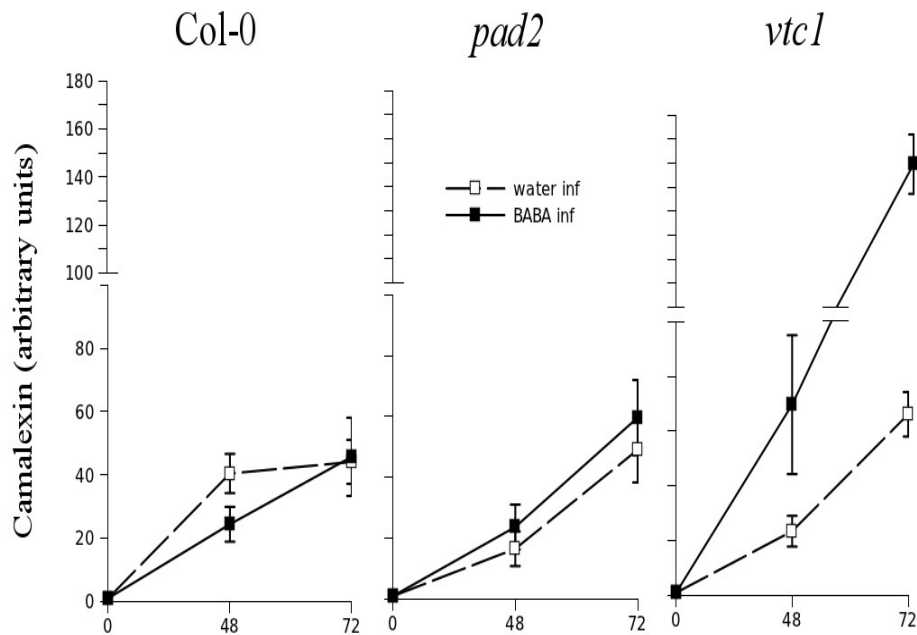 Col-0 pad2 vtc1
Camalexin (arbitrary units)
180
160
140
120
100
80
60
40
20
0
water inf
BABA inf
0 48 72 0 48 72 0 48 72